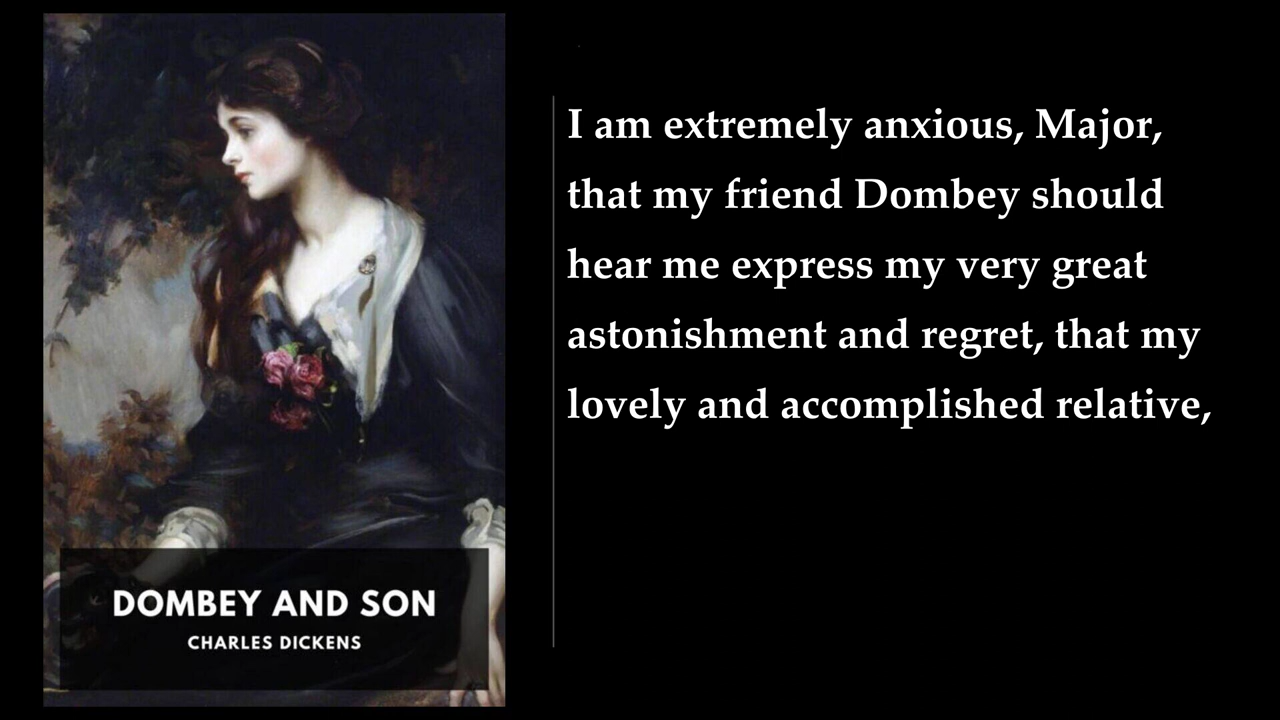 I am extremely anxious, Major,
that my friend Dombey should
hear me express my very great
astonishment and regret, that my
lovely and accomplished relative,
DOMBEY AND SON
CHARLES DICKENS